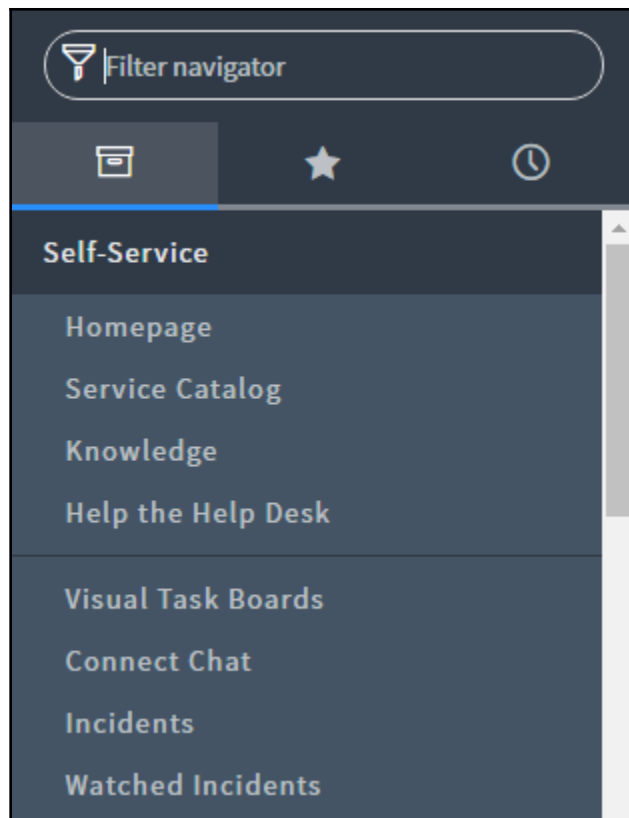 Filter navigator
Self-Service
Homepage
Service Catalog
Knowledge
Help the Help Desk
Visual Task Boards
Connect Chat
Incidents
Watched Incidents